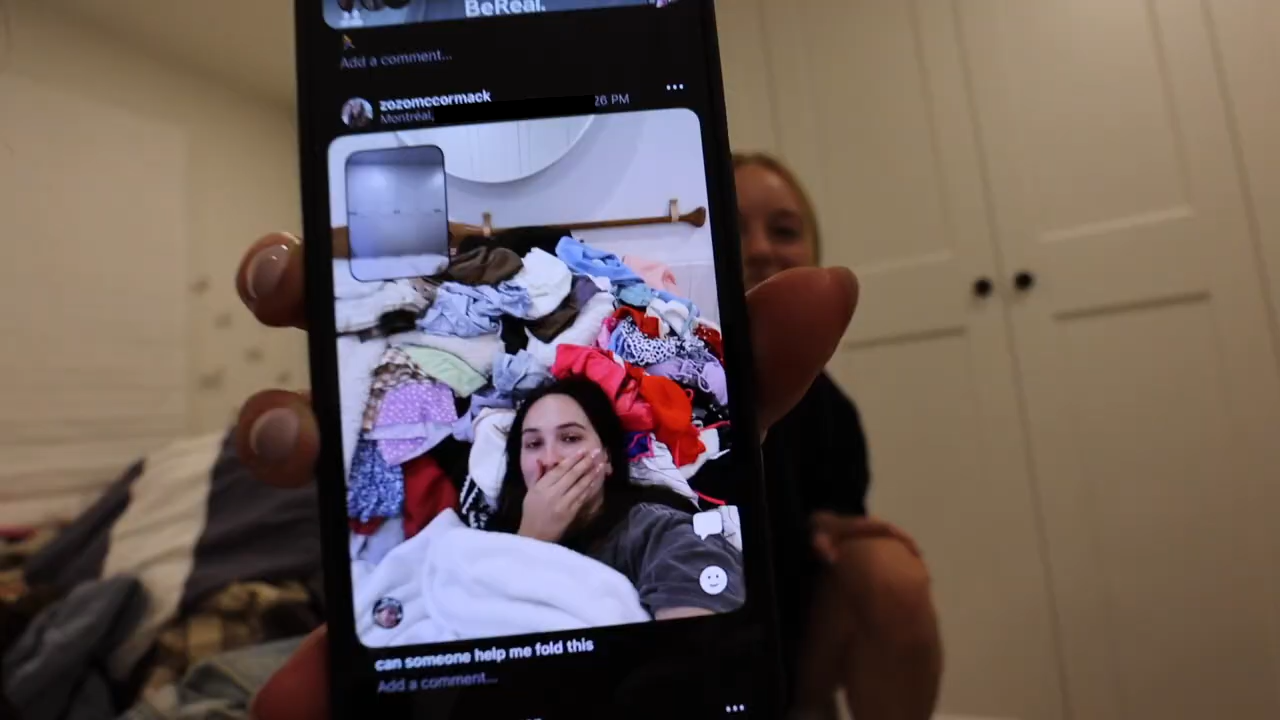 BeReal.
Add a comment...
zozomccormack
Montréal, 26 PM
can someone help me fold this
Add a comment...